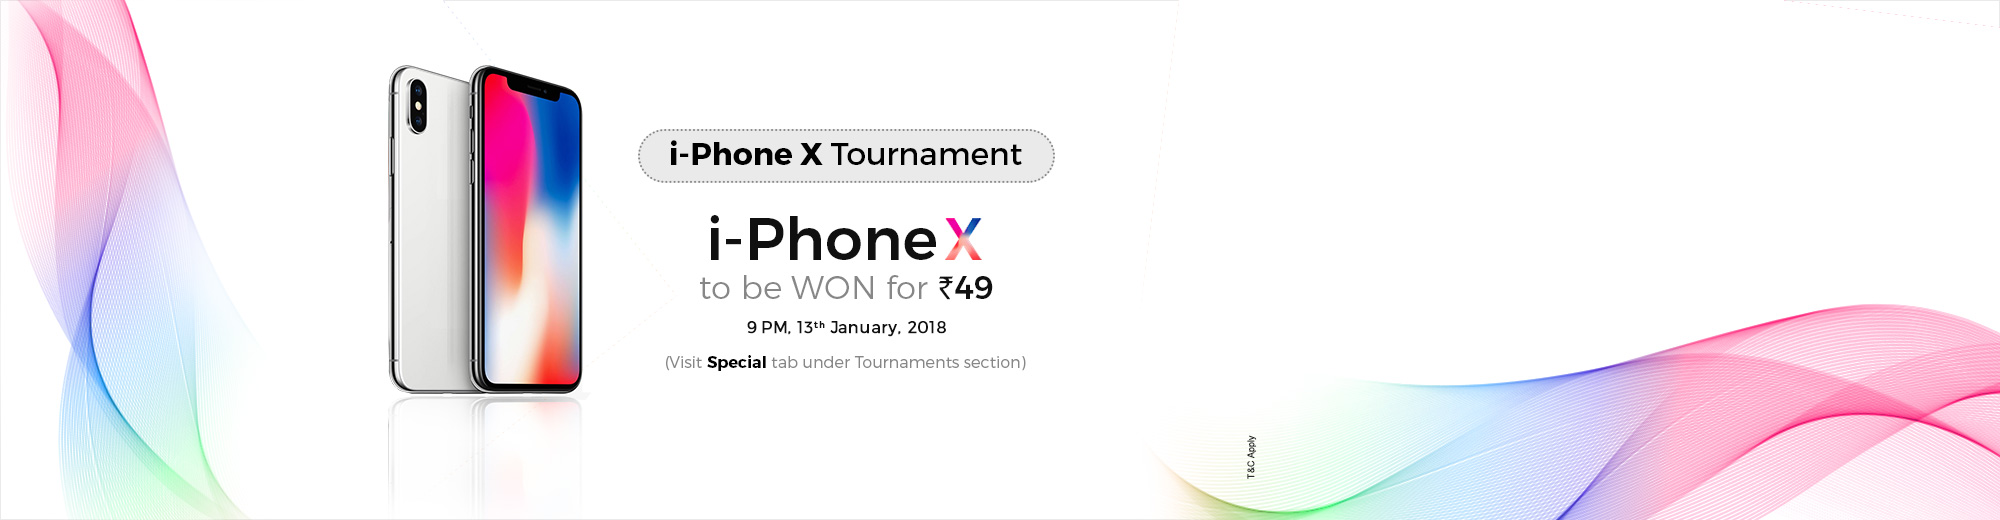 i-Phone X Tournament
i-Phone X
to be WON for ₹49
9 PM, 13th January, 2018
(Visit Special tab under Tournaments section)
T&C Apply